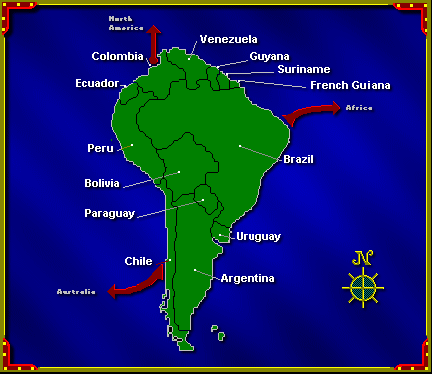 North
America
Venezuela
Colombia
Guyana
Suriname
Ecuador
French Guiana
Africa
Peru
Brazil
Bolivia
Paraguay
Uruguay
Chile
Argentina
Australia
N